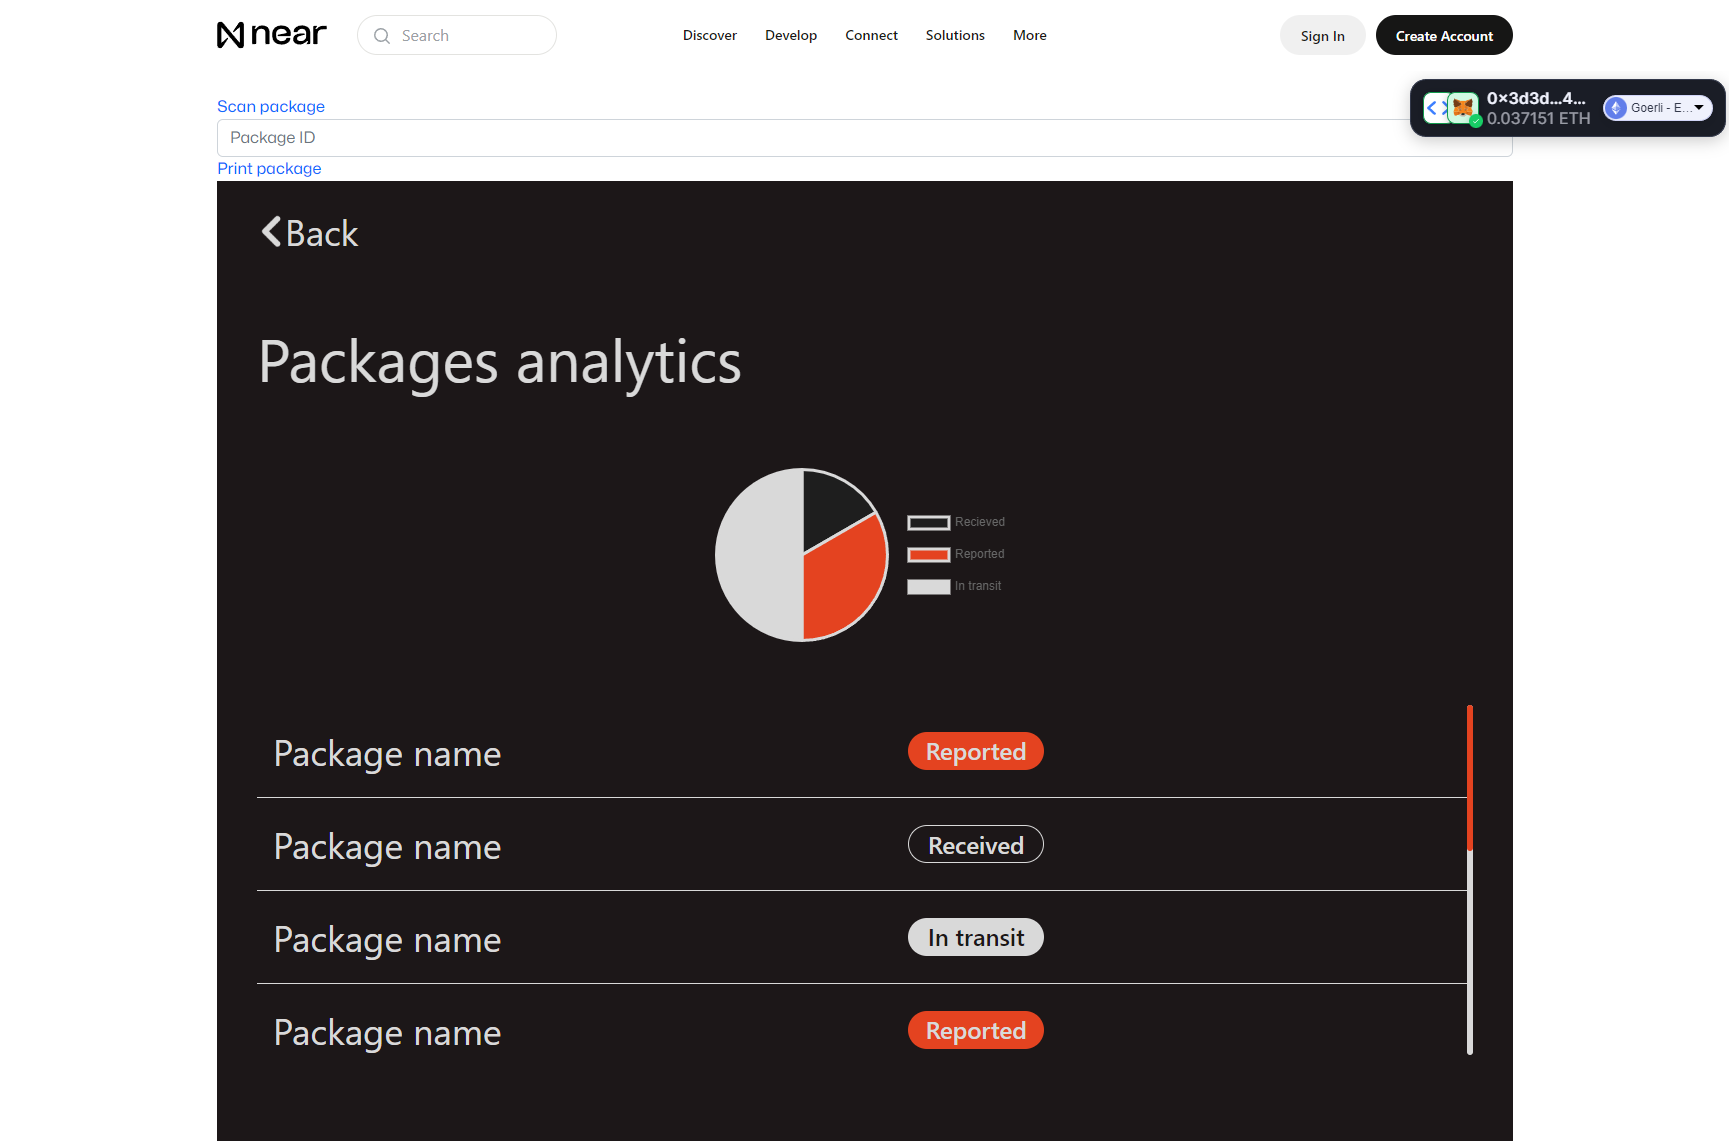 near
Search
Discover
Develop
Connect
Solutions
More
Sign In
Create Account
0×3d3d...4...
0.037151 ETH
Goerli - E...
Scan package
Package ID
Print package
Back
Packages analytics
Recieved
Reported
In transit
Package name
Reported
Package name
Received
Package name
In transit
Package name
Reported